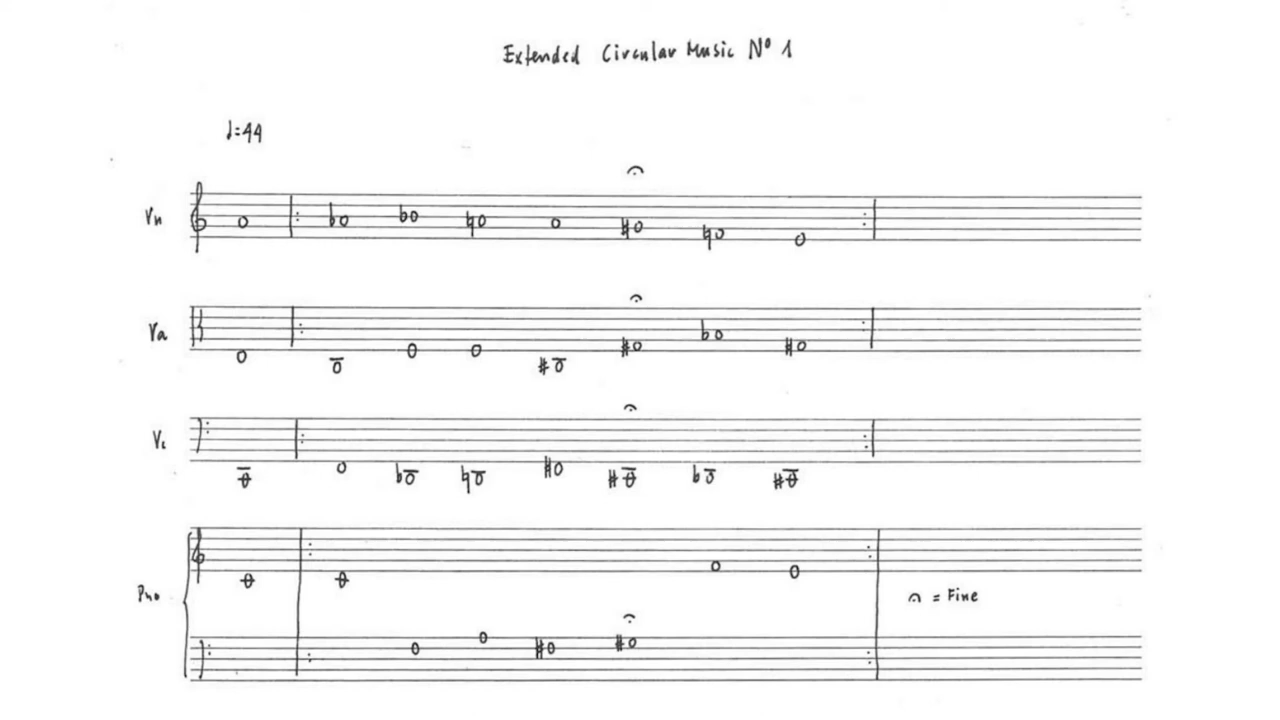 Extended Circular Music Nº 1
♩=44
Vn
Va
Vc
Pno
𝄐 = Fine